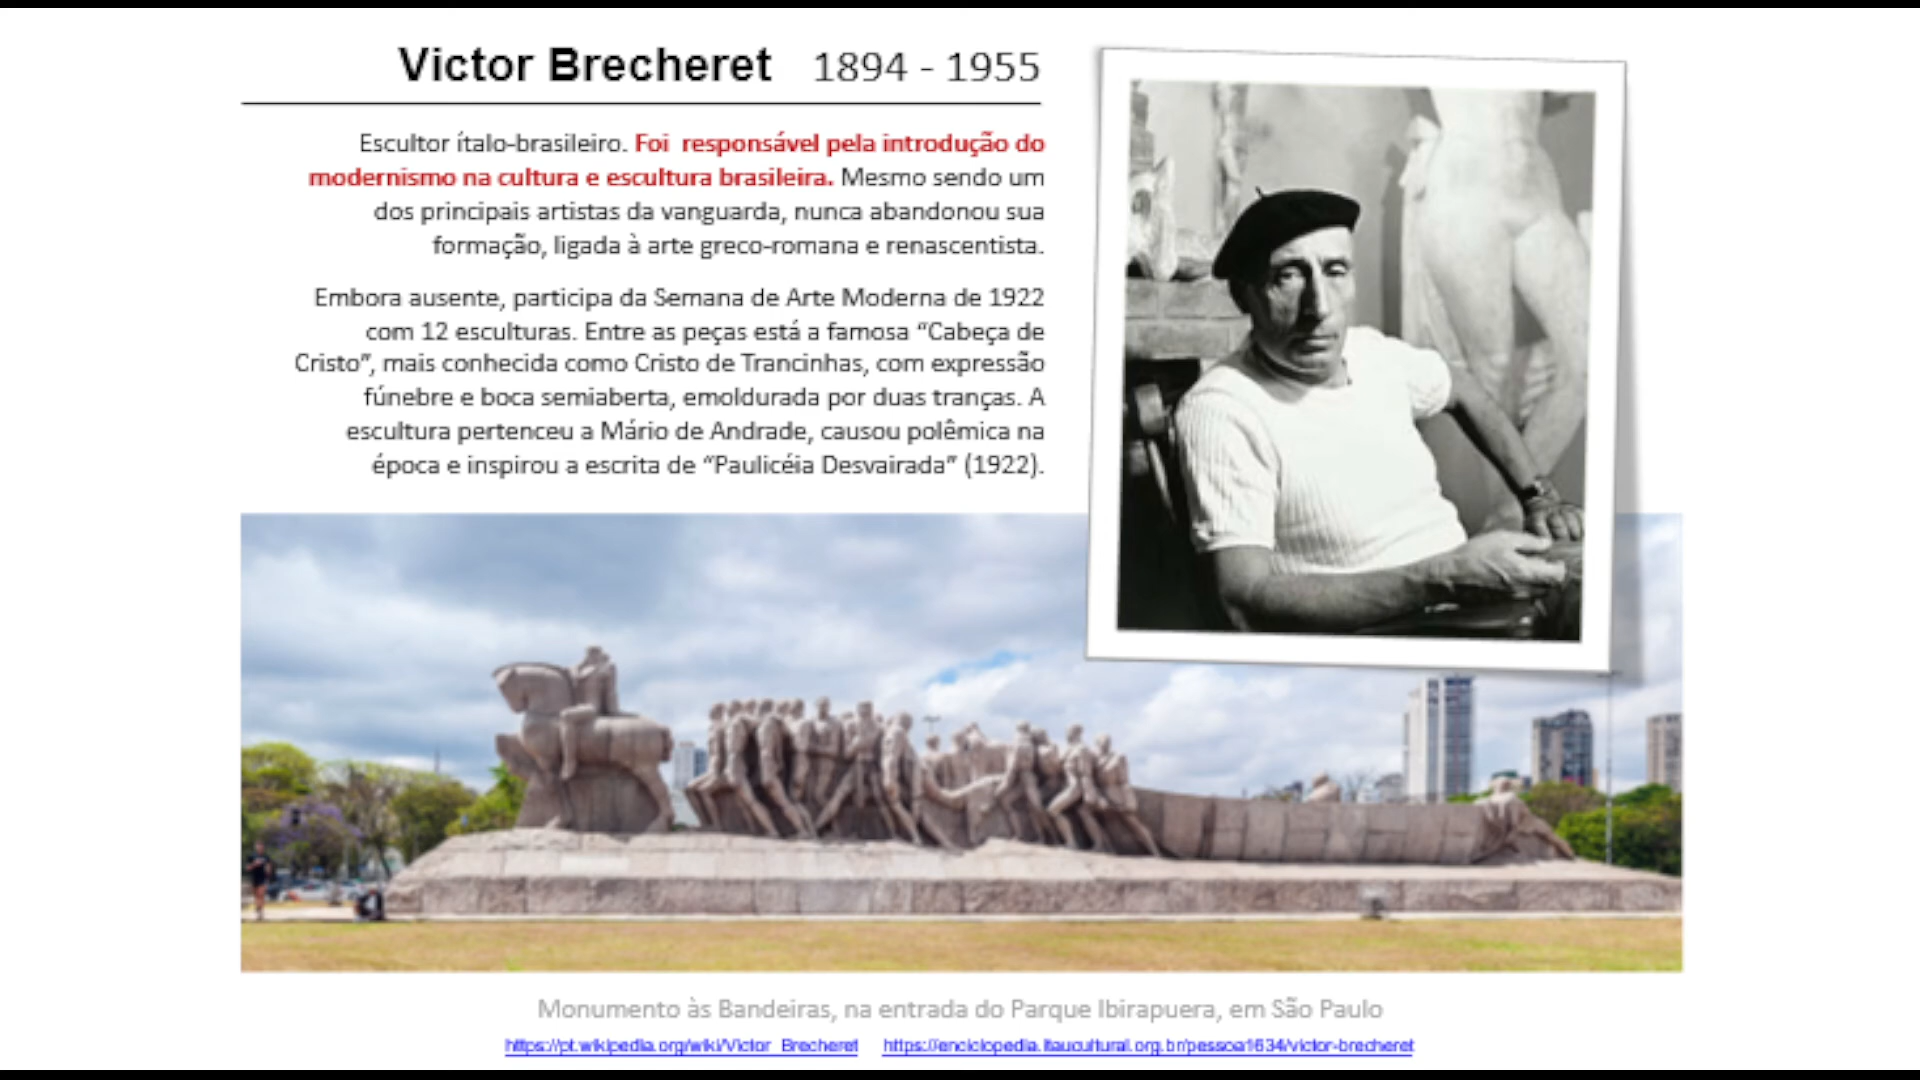 Victor Brecheret 1894 - 1955
Escultor ítalo-brasileiro. Foi responsável pela introdução do
modernismo na cultura e escultura brasileira. Mesmo sendo um
dos principais artistas da vanguarda, nunca abandonou sua
formação, ligada à arte greco-romana e renascentista.
Embora ausente, participa da Semana de Arte Moderna de 1922
com 12 esculturas. Entre as peças está a famosa “Cabeça de
Cristo”, mais conhecida como Cristo de Trancinhas, com expressão
fúnebre e boca semiaberta, emoldurada por duas tranças. A
escultura pertenceu a Mário de Andrade, causou polêmica na
época e inspirou a escrita de “Paulicéia Desvairada” (1922).
Monumento às Bandeiras, na entrada do Parque Ibirapuera, em São Paulo
https://pt.wikipedia.org/wiki/Victor_Brecheret https://enciclopedia.itaucultural.org.br/pessoa1634/victor-brecheret